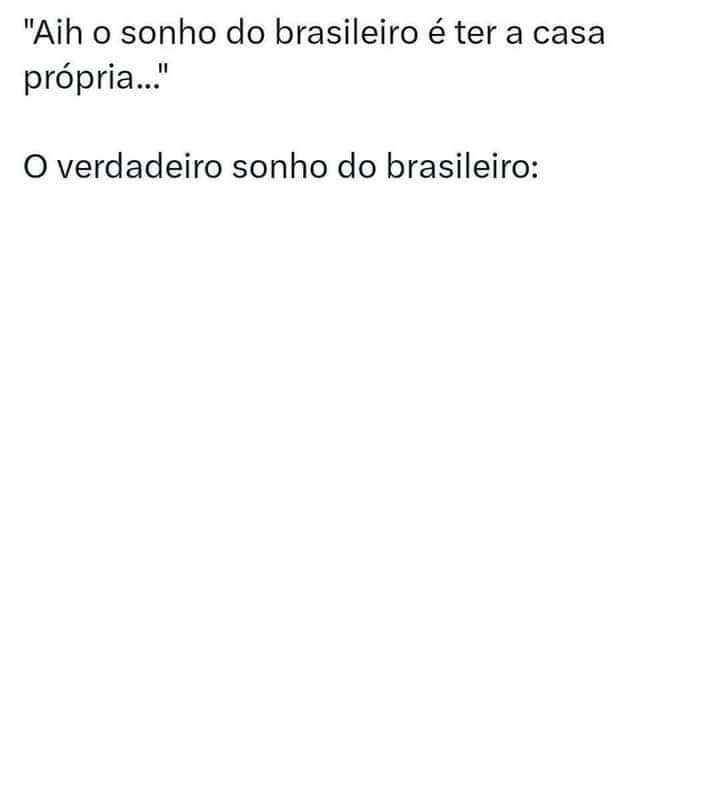 "Aih o sonho do brasileiro é ter a casa
própria..."
O verdadeiro sonho do brasileiro: